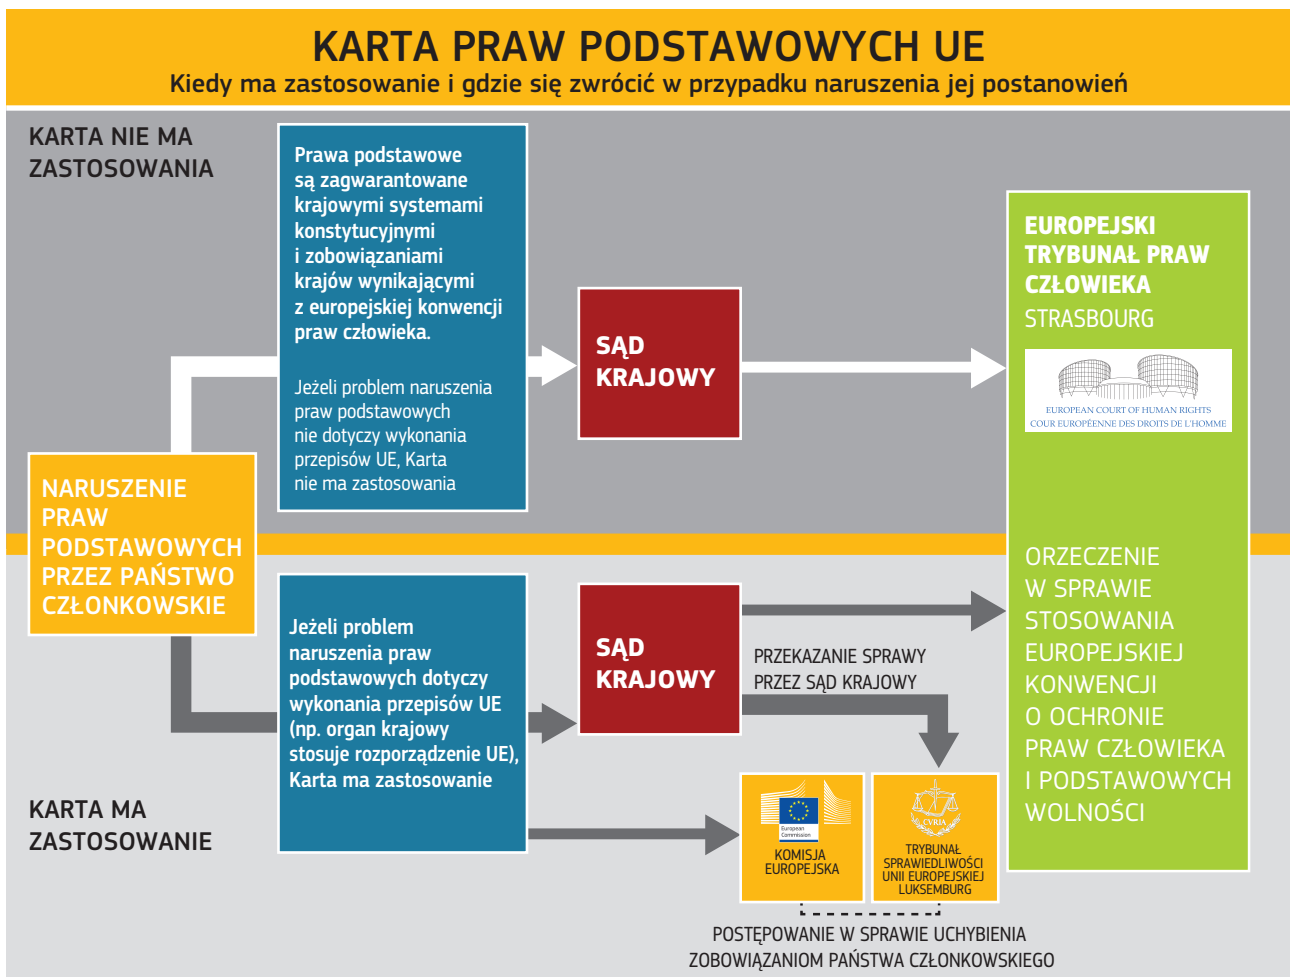 KARTA PRAW PODSTAWOWYCH UE
Kiedy ma zastosowanie i gdzie się zwrócić w przypadku naruszenia jej postanowień
KARTA NIE MA
ZASTOSOWANIA
Prawa podstawowe
są zagwarantowane
krajowymi systemami
konstytucyjnymi
i zobowiązaniami
krajów wynikającymi
z europejskiej konwencji
praw człowieka.
Jeżeli problem naruszenia
praw podstawowych
nie dotyczy wykonania
przepisów UE, Karta
nie ma zastosowania
SĄD
KRAJOWY
EUROPEJSKI
TRYBUNAŁ PRAW
CZŁOWIEKA
STRASBOURG
EUROPEAN COURT OF HUMAN RIGHTS
COUR EUROPÉENNE DES DROITS DE L'HOMME
NARUSZENIE
PRAW
PODSTAWOWYCH
PRZEZ PAŃSTWO
CZŁONKOWSKIE
Jeżeli problem
naruszenia praw
podstawowych dotyczy
wykonania przepisów UE
(np. organ krajowy
stosuje rozporządzenie UE),
Karta ma zastosowanie
SĄD
KRAJOWY
PRZEKAZANIE SPRAWY
PRZEZ SĄD KRAJOWY
ORZECZENIE
W SPRAWIE
STOSOWANIA
EUROPEJSKIEJ
KONWENCJI
O OCHRONIE
PRAW CZŁOWIEKA
I PODSTAWOWYCH
WOLNOŚCI
KARTA MA
ZASTOSOWANIE
European
Commission
KOMISJA
EUROPEJSKA
CVRIA
TRYBUNAŁ
SPRAWIEDLIWOŚCI
UNII EUROPEJSKIEJ
LUKSEMBURG
POSTĘPOWANIE W SPRAWIE UCHYBIENIA
ZOBOWIĄZANIOM PAŃSTWA CZŁONKOWSKIEGO